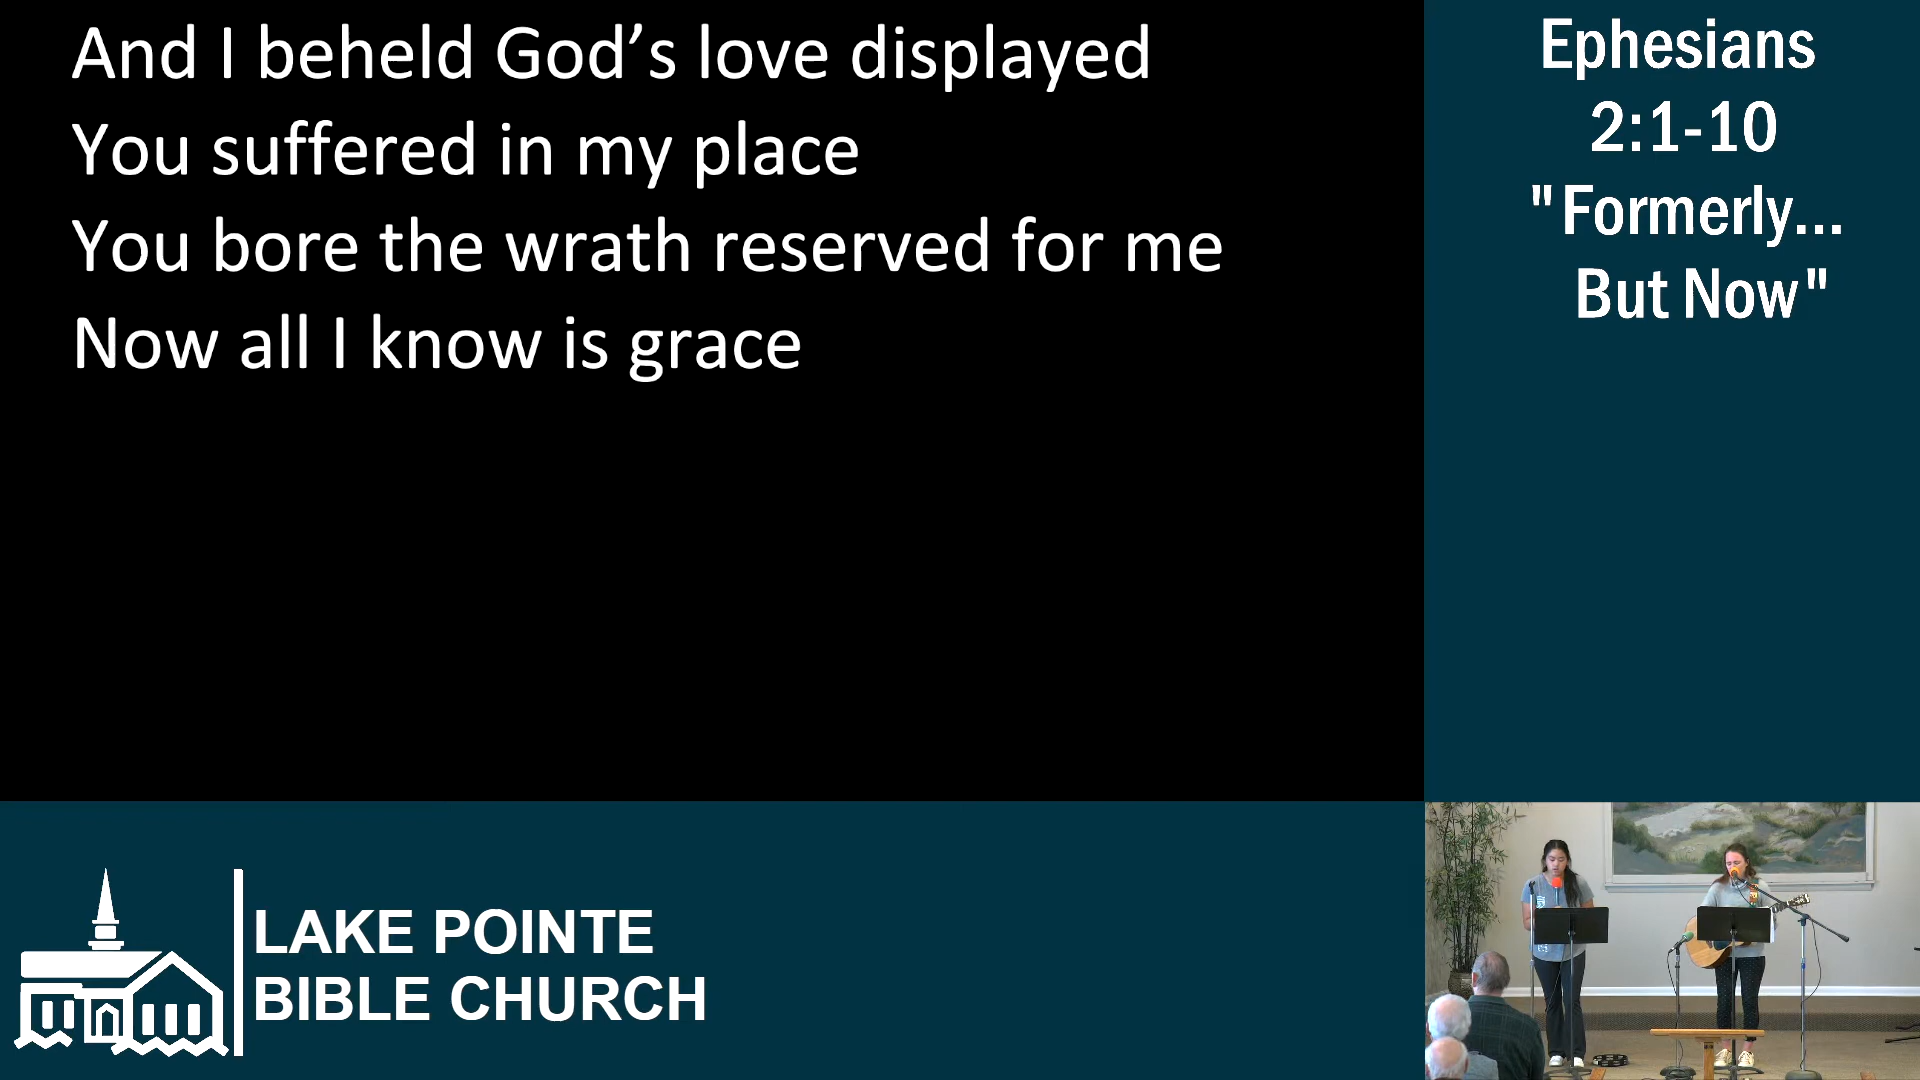 And I beheld God’s love displayed
You suffered in my place
You bore the wrath reserved for me
Now all I know is grace
Ephesians
2:1-10
"Formerly...
But Now"
LAKE POINTE
BIBLE CHURCH